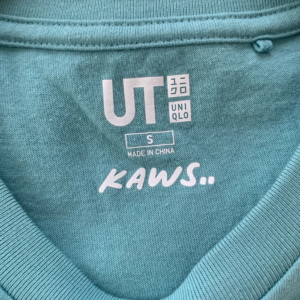 UT ユニ
クロ
UNI
QLO
S
MADE IN CHINA
KAWS..